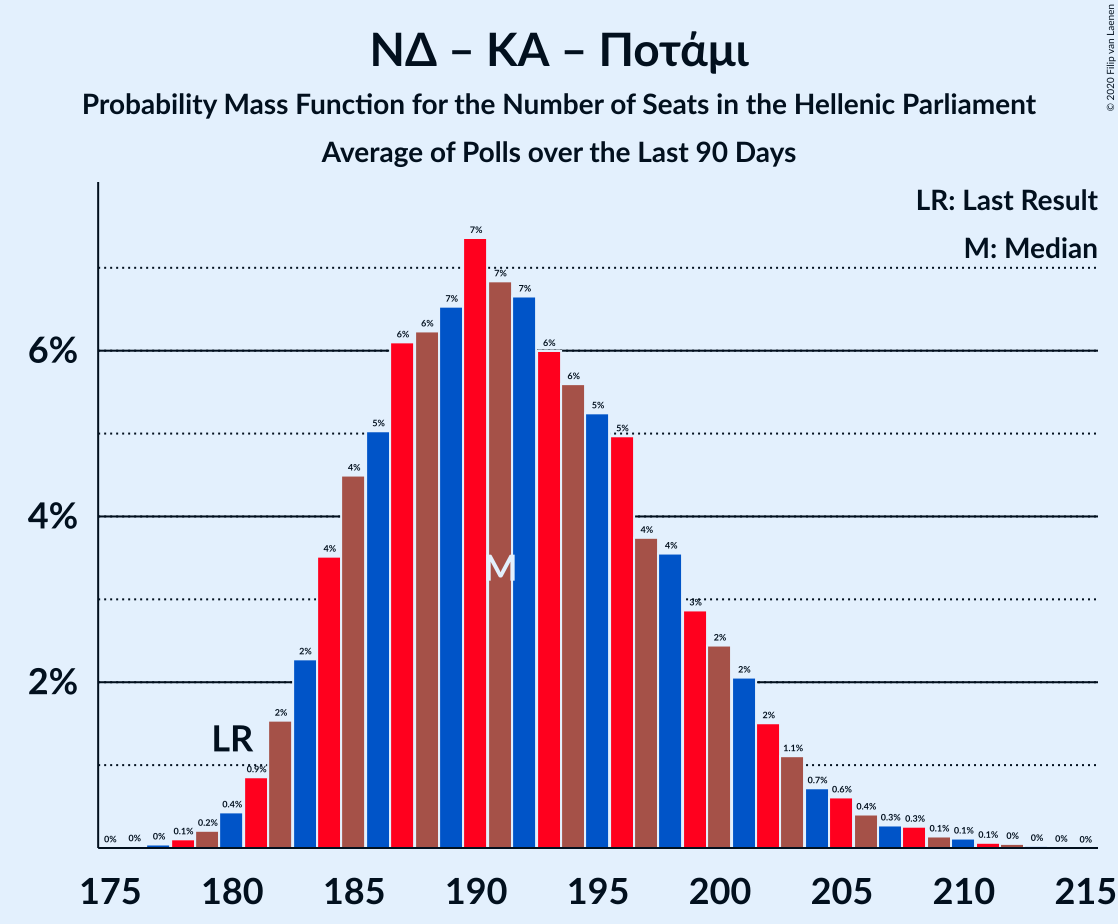 ΝΔ – ΚΑ – Ποτάμι
Probability Mass Function for the Number of Seats in the Hellenic Parliament
Average of Polls over the Last 90 Days
© 2020 Filip van Laenen
LR: Last Result
M: Median
6%
4%
2%
0% 0% 0% 0.1% 0.2% 0.4% 0.9% 2% 2% 4% 4% 5% 6% 6% 7% 7% 7% 7% 6% 6% 5% 5% 4% 4% 3% 2% 2% 2% 1.1% 0.7% 0.6% 0.4% 0.3% 0.3% 0.1% 0.1% 0.1% 0% 0% 0% 0%
LR
M
175 180 185 190 195 200 205 210 215